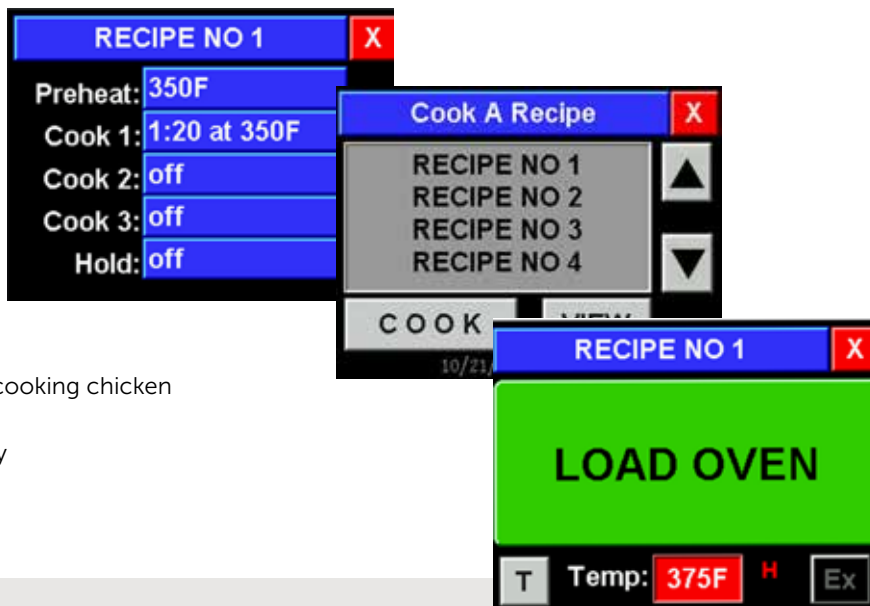 RECIPE NO 1 X
Preheat: 350F
Cook 1: 1:20 at 350F
Cook 2: off
Cook 3: off
Hold: off
Cook A Recipe X
RECIPE NO 1
RECIPE NO 2
RECIPE NO 3
RECIPE NO 4
COOK
10/21/
cooking chicken
RECIPE NO 1 X
LOAD OVEN
T Temp: 375F H Ex